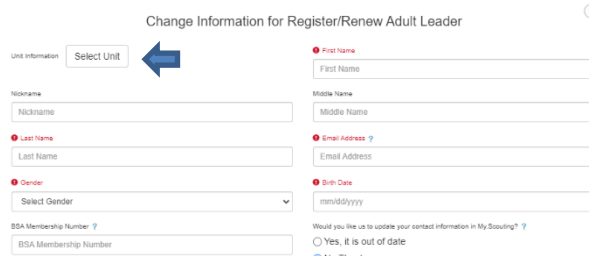 Change Information for Register/Renew Adult Leader
Unit Information Select Unit
First Name
First Name
Nickname
Nickname
Middle Name
Middle Name
Last Name
Last Name
Email Address ?
Email Address
Gender
Select Gender
Birth Date
mm/dd/yyyy
BSA Membership Number ?
BSA Membership Number
Would you like us to update your contact information in My.Scouting? ?
Yes, it is out of date